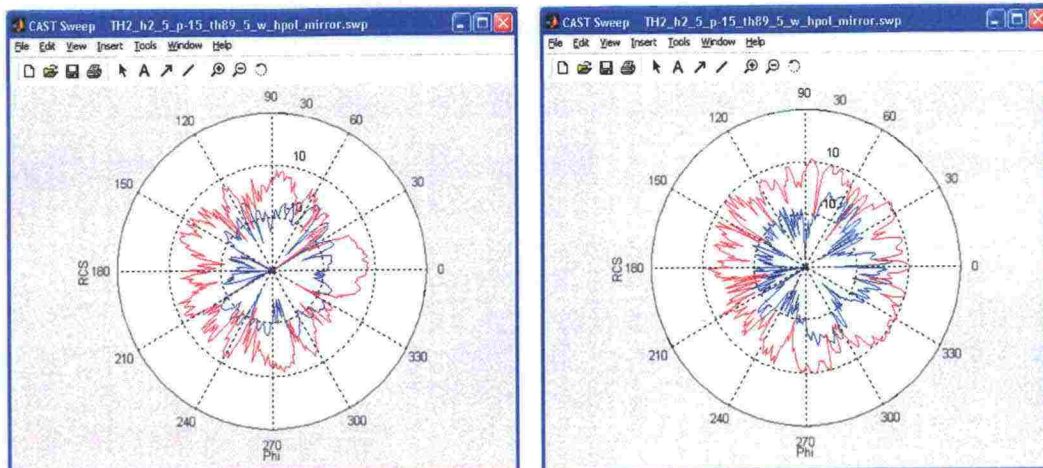 CAST Sweep TH2_h2_5_p-15_th89_5_w_hpol_mirror.swp
File Edit View Insert Tools Window Help
A
90
120 30 60
10
150 30
RCS 180 0
210 330
240 300
270
Phi
CAST Sweep TH2_h2_5_p-15_th89_5_w_hpol_mirror.swp
File Edit View Insert Tools Window Help
A
90
120 30 60
10
150 30
10
RCS 180 0
210 330
240 300
270
Phi